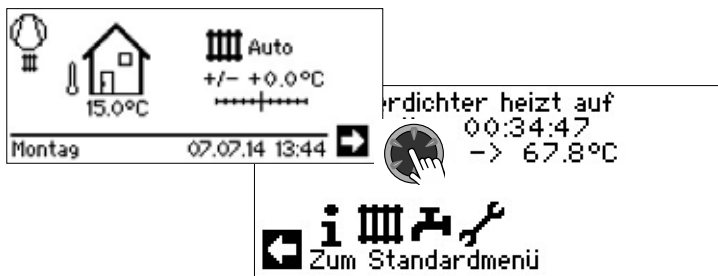 Auto
+/- +0.0°C
15.0°C
Montag 07.07.14 13:44
heizt auf
00:34:47
-> 67.8°C
Zum Standardmenü